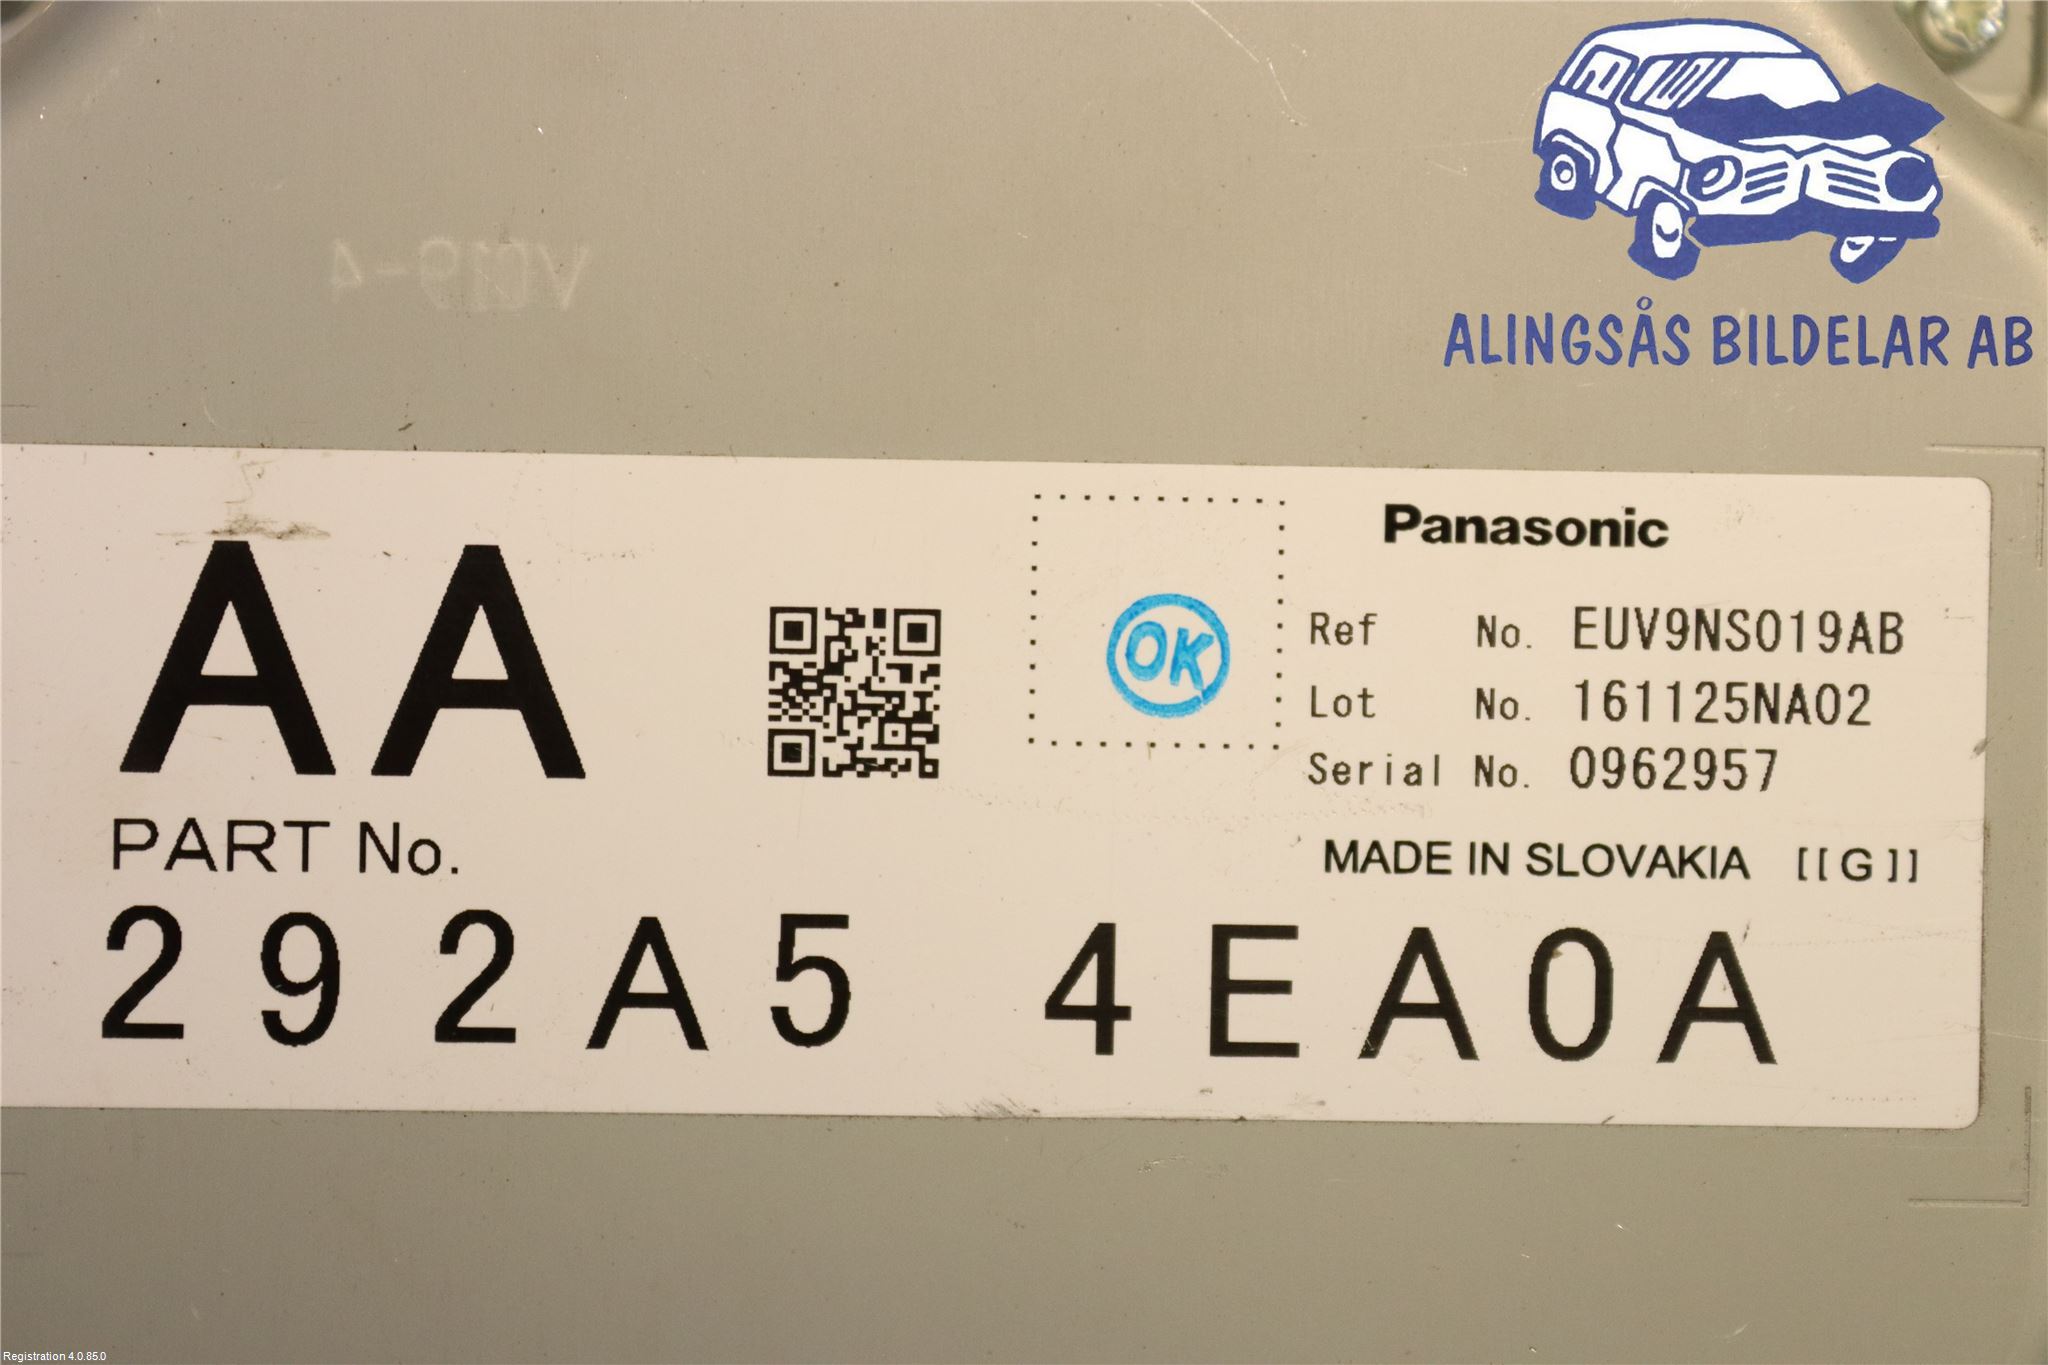 ALINGSÅS BILDELAR AB
AA
OK
Panasonic
Ref No. EUV9NS019AB
Lot No. 161125NA02
Serial No. 0962957
MADE IN SLOVAKIA [[G]]
PART No.
292A5 4EA0A
Registration 4.0.85.0